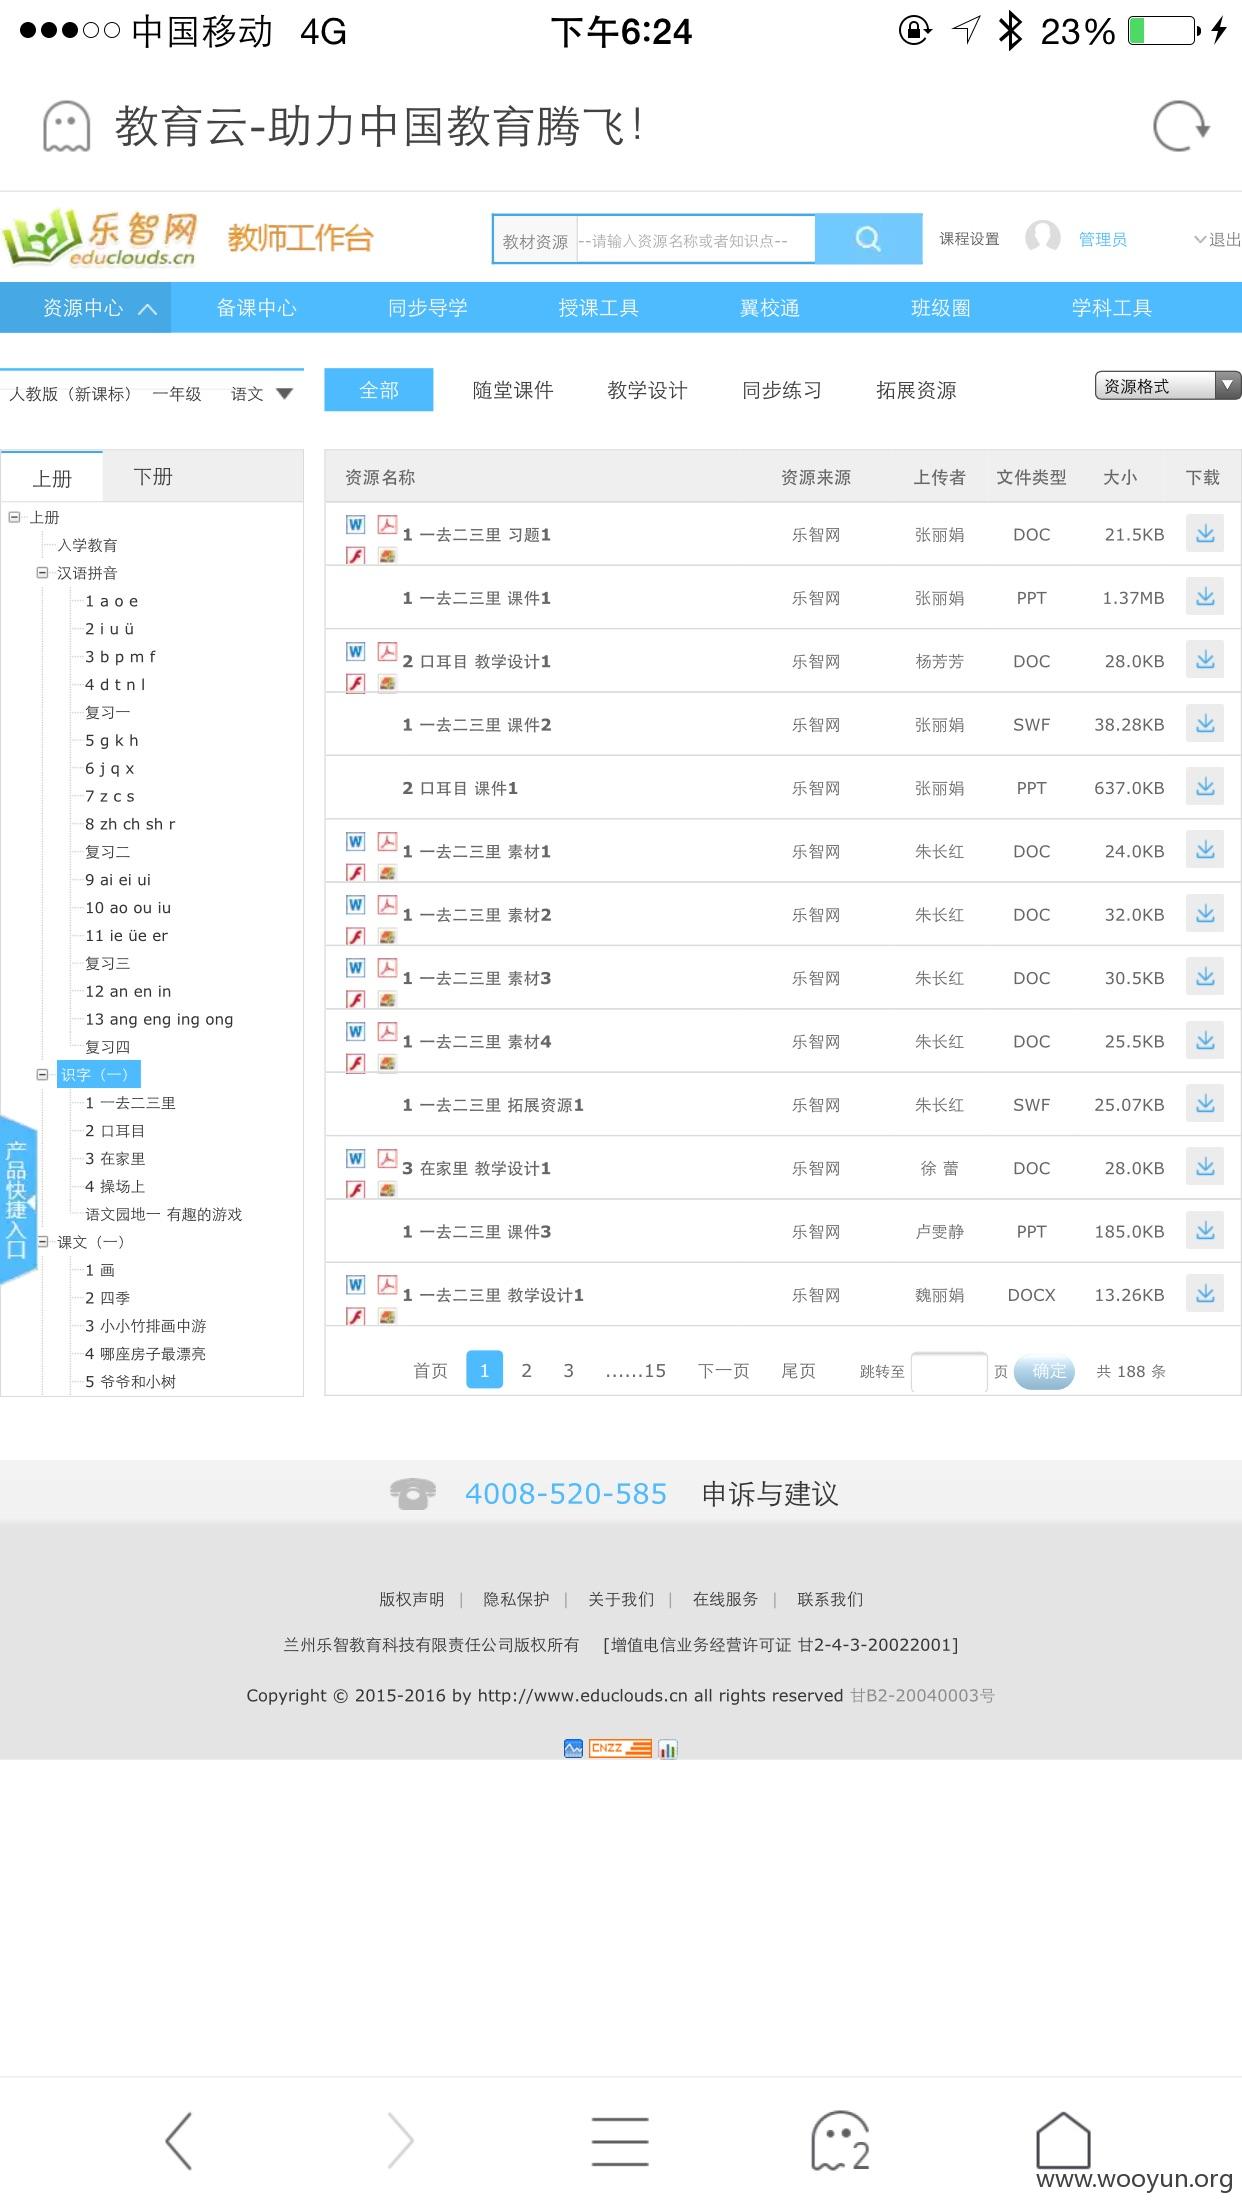 中国移动 4G 下午6:24 23%
教育云-助力中国教育腾飞!
乐智网 educlouds.cn 教师工作台 教材资源 --请输入资源名称或者知识点-- 课程设置 管理员 退出
资源中心 备课中心 同步导学 授课工具 翼校通 班级圈 学科工具
人教版（新课标） 一年级 语文 全部 随堂课件 教学设计 同步练习 拓展资源 资源格式
上册 下册
上册
入学教育
汉语拼音
1 a o e
2 i u ü
3 b p m f
4 d t n l
复习一
5 g k h
6 j q x
7 z c s
8 zh ch sh r
复习二
9 ai ei ui
10 ao ou iu
11 ie üe er
复习三
12 an en in
13 ang eng ing ong
复习四
识字（一）
1 一去二三里
2 口耳目
3 在家里
4 操场上
语文园地一 有趣的游戏
课文（一）
1 画
2 四季
3 小小竹排画中游
4 哪座房子最漂亮
5 爷爷和小树
产品快捷入口
资源名称 资源来源 上传者 文件类型 大小 下载
1 一去二三里 习题1 乐智网 张丽娟 DOC 21.5KB
1 一去二三里 课件1 乐智网 张丽娟 PPT 1.37MB
2 口耳目 教学设计1 乐智网 杨芳芳 DOC 28.0KB
1 一去二三里 课件2 乐智网 张丽娟 SWF 38.28KB
2 口耳目 课件1 乐智网 张丽娟 PPT 637.0KB
1 一去二三里 素材1 乐智网 朱长红 DOC 24.0KB
1 一去二三里 素材2 乐智网 朱长红 DOC 32.0KB
1 一去二三里 素材3 乐智网 朱长红 DOC 30.5KB
1 一去二三里 素材4 乐智网 朱长红 DOC 25.5KB
1 一去二三里 拓展资源1 乐智网 朱长红 SWF 25.07KB
3 在家里 教学设计1 乐智网 徐 蕾 DOC 28.0KB
1 一去二三里 课件3 乐智网 卢雯静 PPT 185.0KB
1 一去二三里 教学设计1 乐智网 魏丽娟 DOCX 13.26KB
首页 1 2 3 ......15 下一页 尾页 跳转至 页 确定 共 188 条
4008-520-585 申诉与建议
版权声明 | 隐私保护 | 关于我们 | 在线服务 | 联系我们
兰州乐智教育科技有限责任公司版权所有 [增值电信业务经营许可证 甘2-4-3-20022001]
Copyright © 2015-2016 by http://www.educlouds.cn all rights reserved 甘B2-20040003号
CNZZ
2
www.wooyun.org